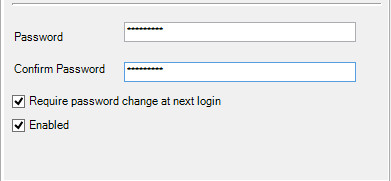 Password *********
Confirm Password *********
Require password change at next login
Enabled